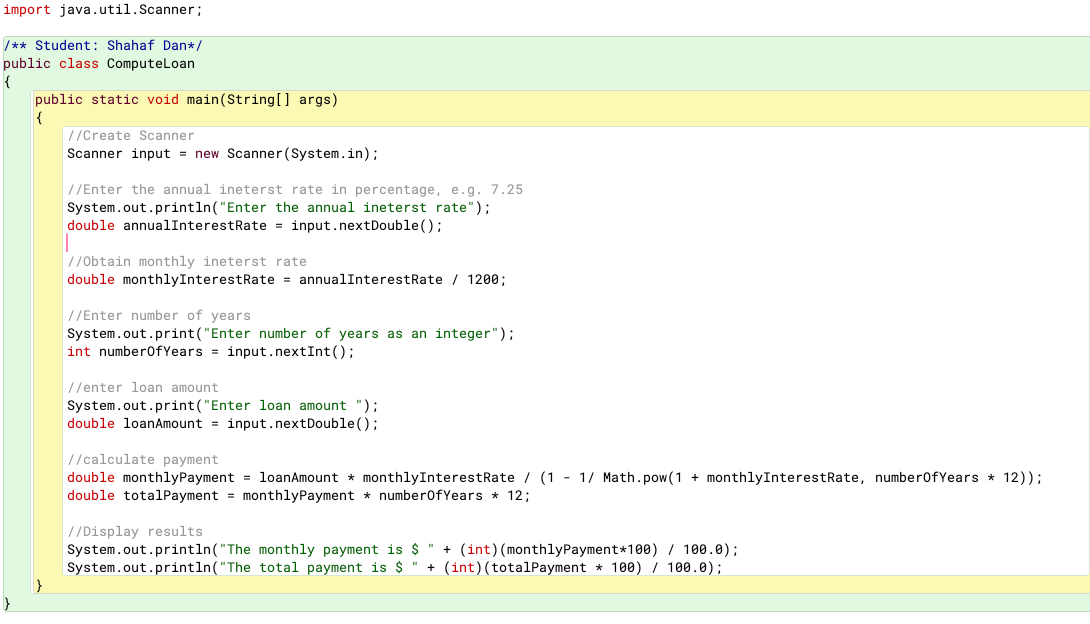 import java.util.Scanner;
/** Student: Shahaf Dan*/
public class ComputeLoan
{
public static void main(String[] args)
{
//Create Scanner
Scanner input = new Scanner(System.in);
//Enter the annual ineterst rate in percentage, e.g. 7.25
System.out.println("Enter the annual ineterst rate");
double annualInterestRate = input.nextDouble();
//Obtain monthly ineterst rate
double monthlyInterestRate = annualInterestRate / 1200;
//Enter number of years
System.out.print("Enter number of years as an integer");
int numberOfYears = input.nextInt();
//enter loan amount
System.out.print("Enter loan amount ");
double loanAmount = input.nextDouble();
//calculate payment
double monthlyPayment = loanAmount * monthlyInterestRate / (1 - 1/ Math.pow(1 + monthlyInterestRate, numberOfYears * 12));
double totalPayment = monthlyPayment * numberOfYears * 12;
//Display results
System.out.println("The monthly payment is $ " + (int)(monthlyPayment*100) / 100.0);
System.out.println("The total payment is $ " + (int)(totalPayment * 100) / 100.0);
}
}